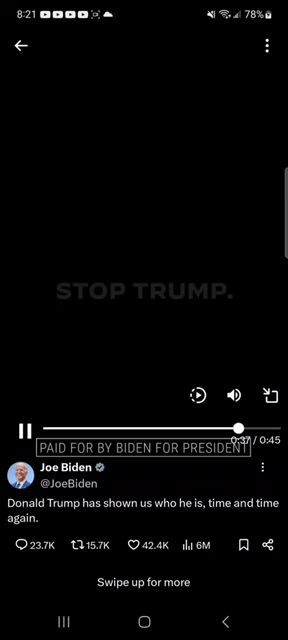 8:21
78%
STOP TRUMP.
0:37 / 0:45
PAID FOR BY BIDEN FOR PRESIDENT
Joe Biden
@JoeBiden
Donald Trump has shown us who he is, time and time
again.
23.7K 15.7K 42.4K 6M
Swipe up for more